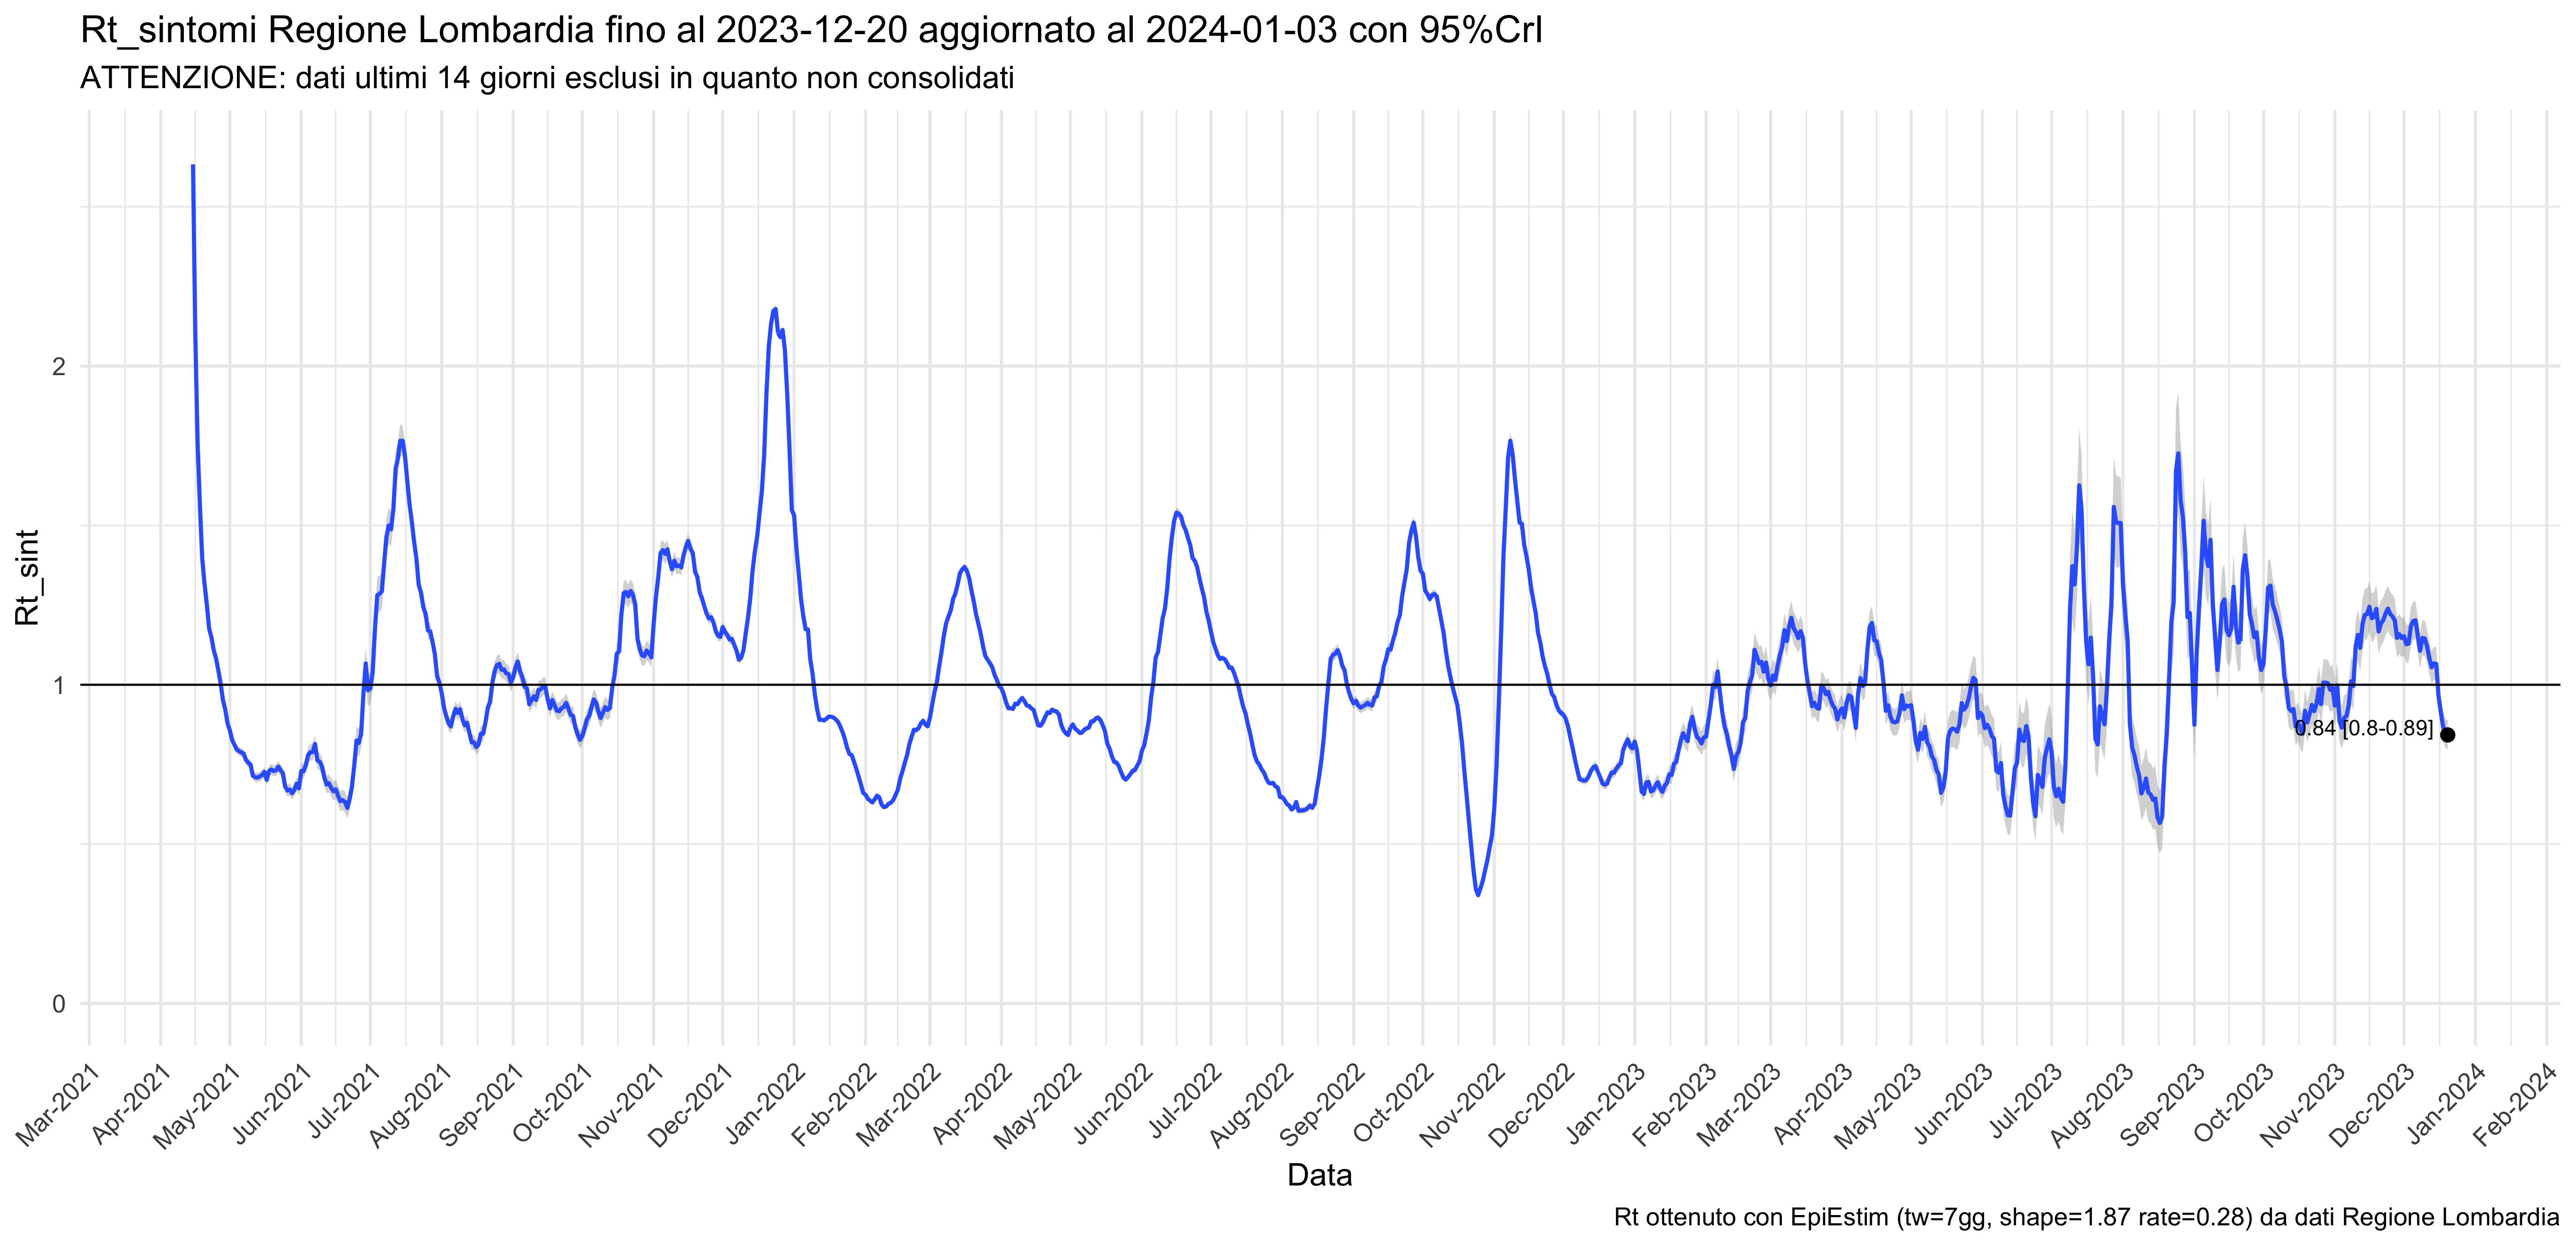 Rt_sintomi Regione Lombardia fino al 2023-12-20 aggiornato al 2024-01-03 con 95%CrI
ATTENZIONE: dati ultimi 14 giorni esclusi in quanto non consolidati
Rt_sint
2
1
0
0.84 [0.8-0.89]
Mar-2021
Apr-2021
May-2021
Jun-2021
Jul-2021
Aug-2021
Sep-2021
Oct-2021
Nov-2021
Dec-2021
Jan-2022
Feb-2022
Mar-2022
Apr-2022
May-2022
Jun-2022
Jul-2022
Aug-2022
Sep-2022
Oct-2022
Nov-2022
Dec-2022
Jan-2023
Feb-2023
Mar-2023
Apr-2023
May-2023
Jun-2023
Jul-2023
Aug-2023
Sep-2023
Oct-2023
Nov-2023
Dec-2023
Jan-2024
Feb-2024
Data
Rt ottenuto con EpiEstim (tw=7gg, shape=1.87 rate=0.28) da dati Regione Lombardia